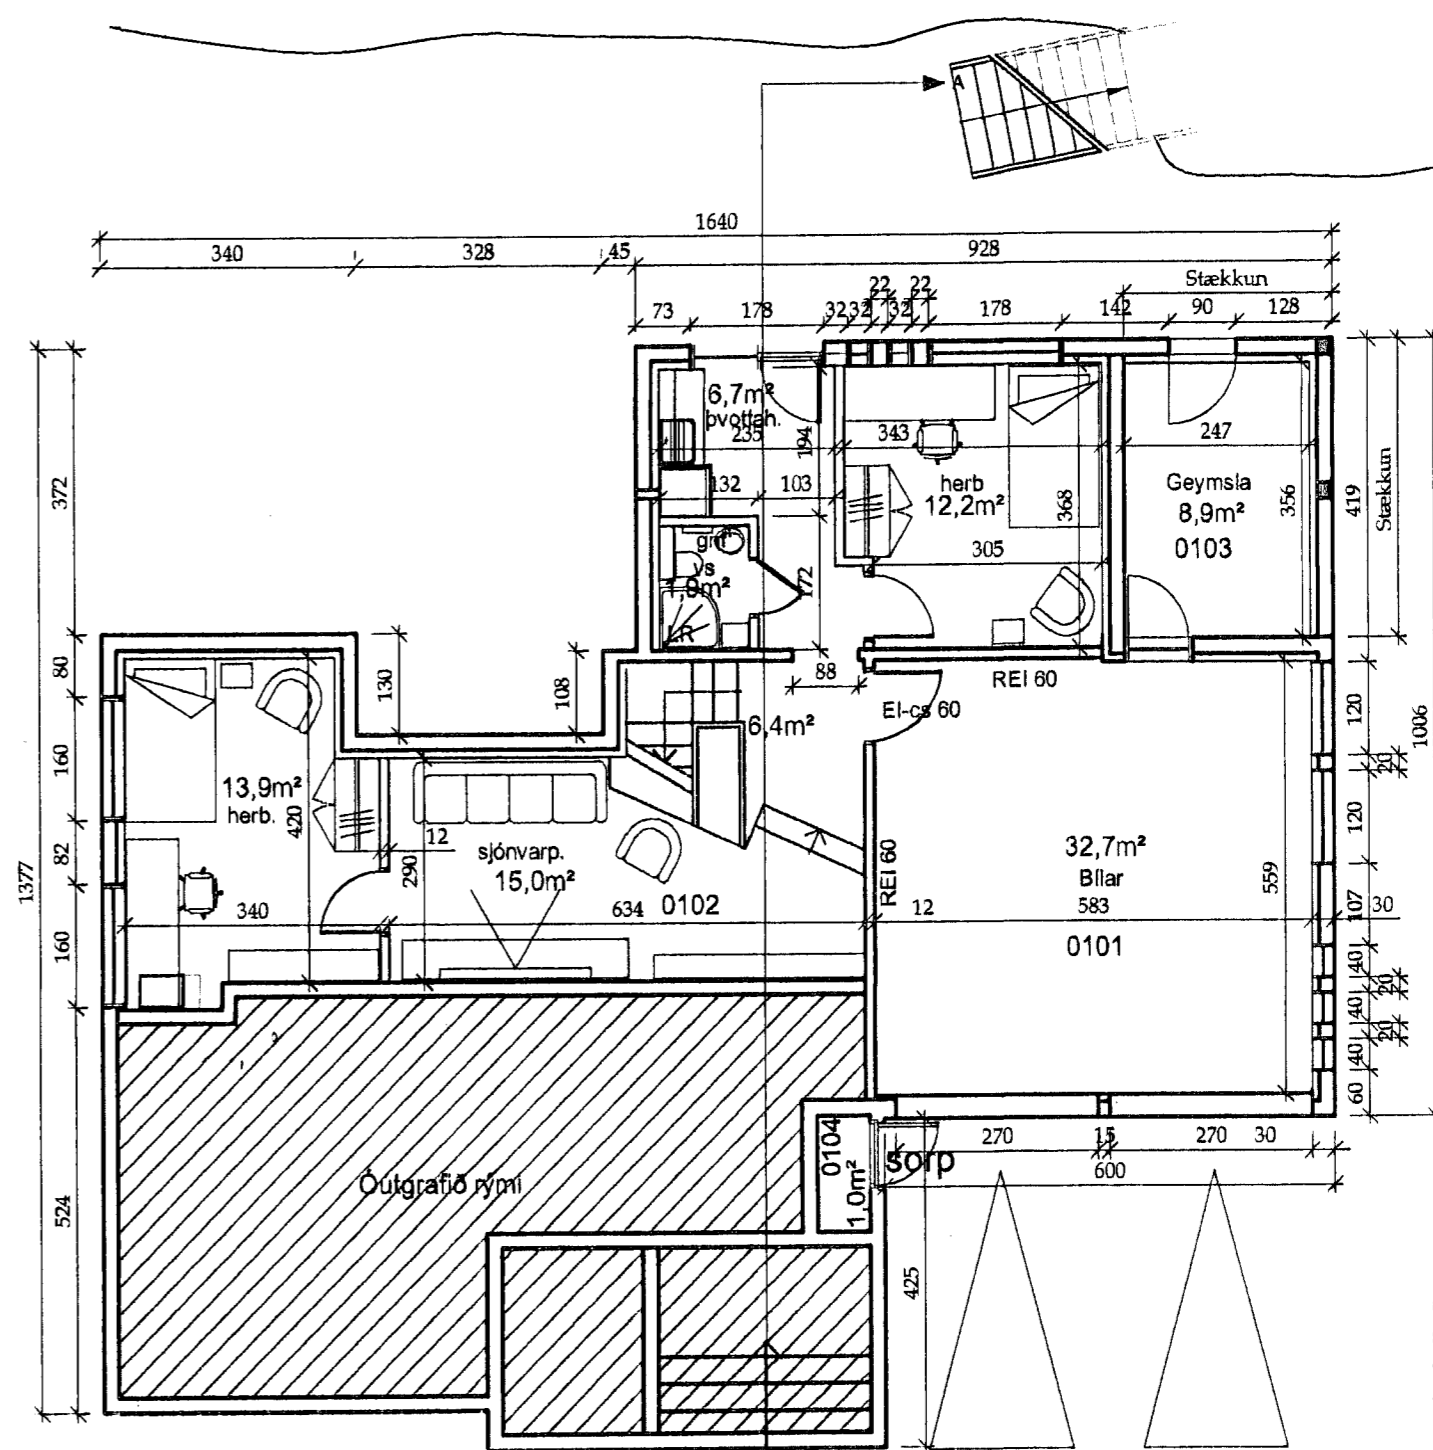 A
1640
340
328
45
928
Stækkun
22
22
73
178
32
32
32
178
142
90
128
6,7m²
þvottah.
235
194
343
247
132
103
herb
12,2m²
368
Geymsla
8,9m²
0103
356
419
Stækkun
372
gm²
vs
1,9m²
172
305
LR
88
REI 60
EI-cs 60
6,4m²
80
130
108
120
20
1006
160
13,9m²
herb.
420
12
290
sjónvarp.
15,0m²
REI 60
32,7m²
Bílar
559
120
82
1377
340
634
0102
12
583
107
30
0101
160
40
20
40
20
40
60
0104
1,0m²
sorp
270
15
270
30
600
Óútgrafið rými
524
425